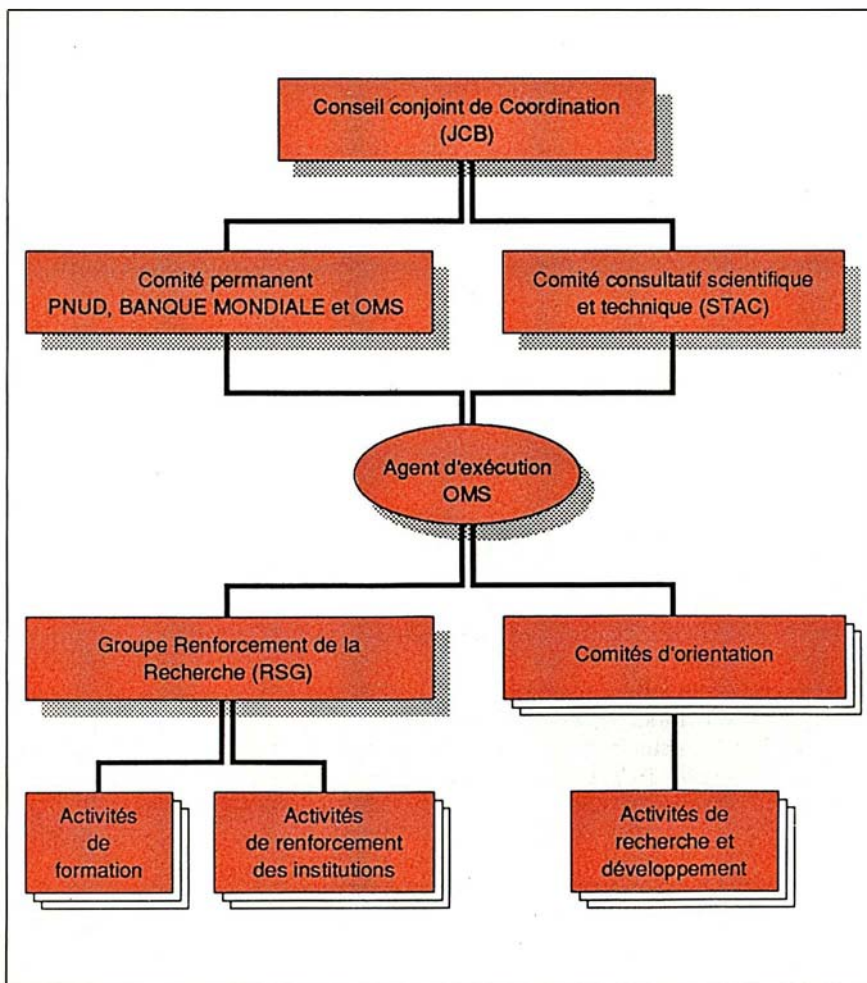 Conseil conjoint de Coordination
(JCB)
Comité permanent
PNUD, BANQUE MONDIALE et OMS
Comité consultatif scientifique
et technique (STAC)
Agent d'exécution
OMS
Groupe Renforcement de la
Recherche (RSG)
Comités d'orientation
Activités
de
formation
Activités
de renforcement
des institutions
Activités de
recherche et
développement